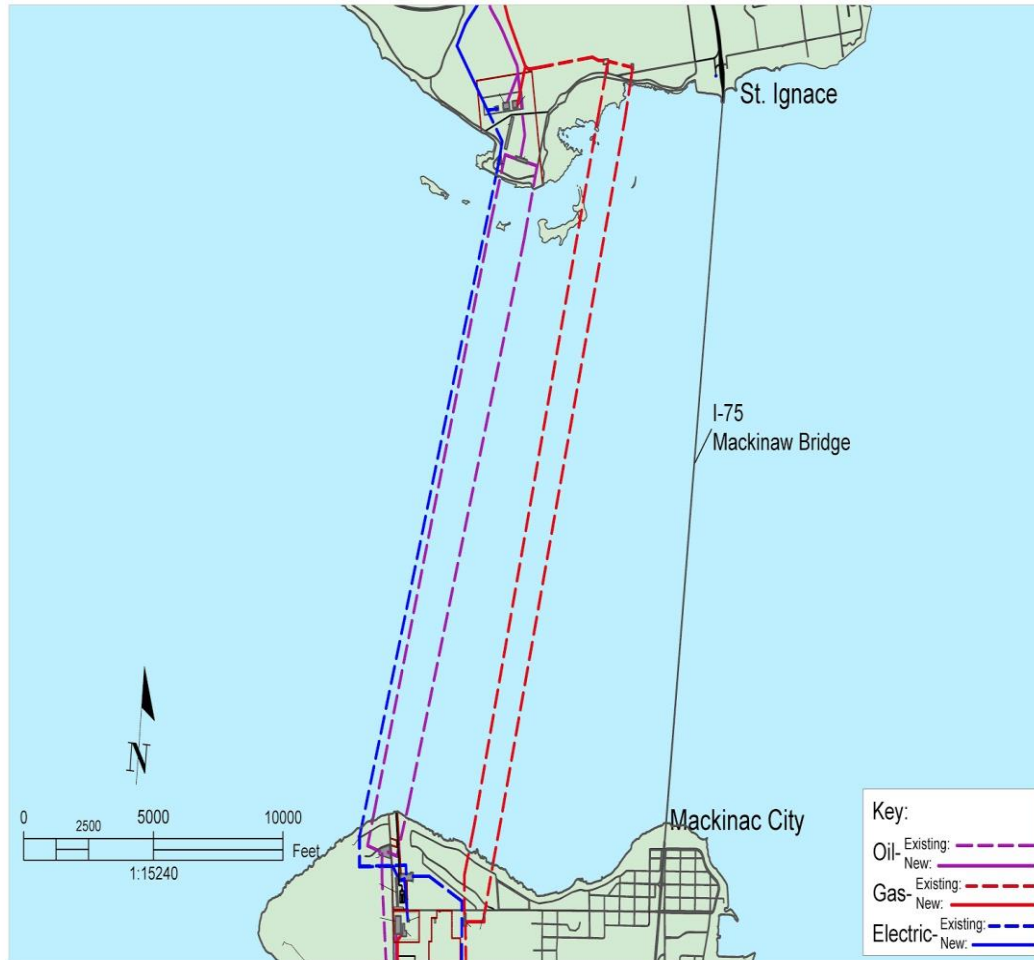 St. Ignace
I-75
Mackinaw Bridge
N
0 2500 5000 10000
Feet
1:15240
Mackinac City
Key:
Oil- Existing:
New:
Gas- Existing:
New:
Electric- Existing:
New: